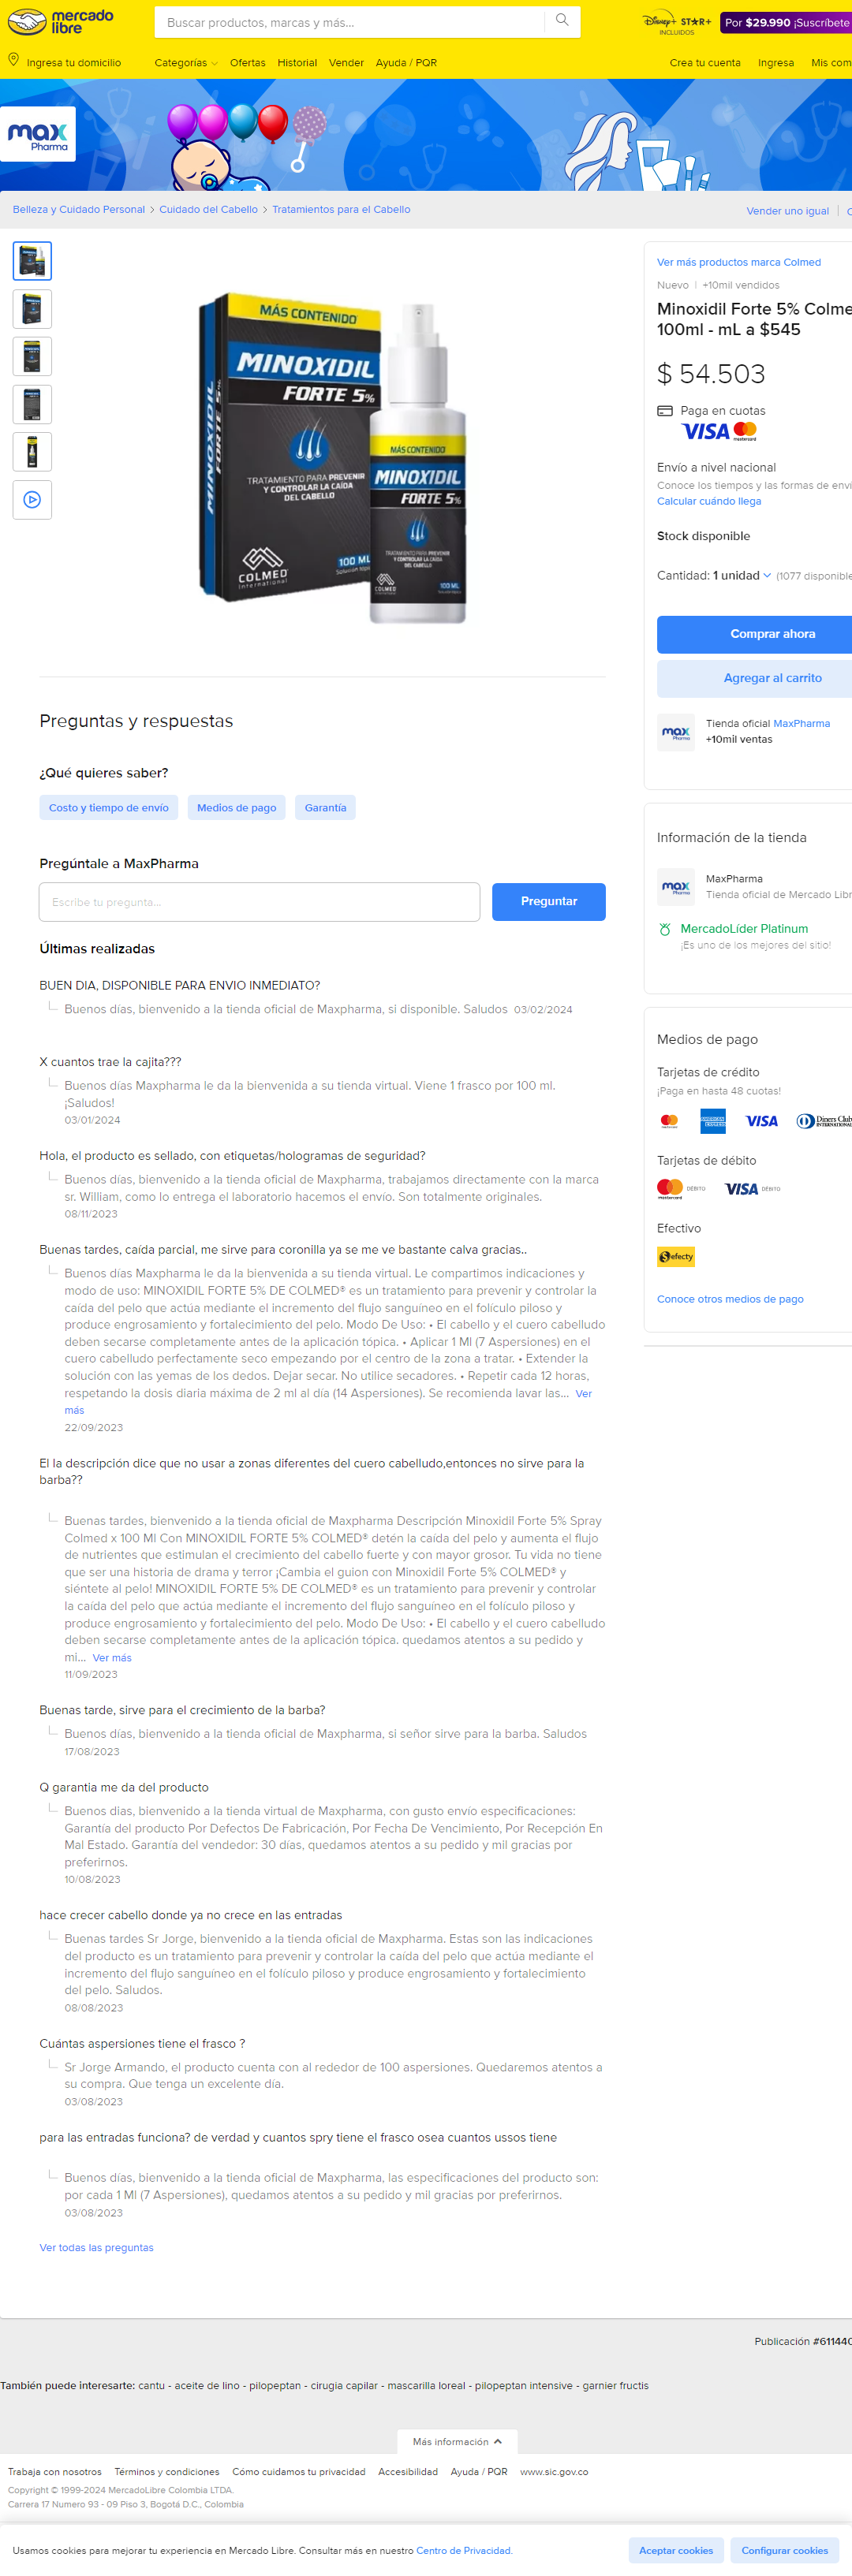 mercado
libre
Buscar productos, marcas y más...
Disney+ ST★R+
INCLUIDOS
Por $29.990 ¡Suscríbete
Ingresa tu domicilio
Categorías Ofertas Historial Vender Ayuda / PQR
Crea tu cuenta Ingresa Mis com
max
Pharma
Belleza y Cuidado Personal > Cuidado del Cabello > Tratamientos para el Cabello
Vender uno igual | C
MÁS CONTENIDO
MINOXIDIL
FORTE 5%
TRATAMIENTO PARA PREVENIR
Y CONTROLAR LA CAÍDA
DEL CABELLO
COLMED
International
100 ML
MINOXIDIL FORTE 5%
MÁS CONTENIDO
MINOXIDIL
FORTE 5%
TRATAMIENTO PARA PREVENIR
Y CONTROLAR LA CAÍDA
DEL CABELLO
COLMED
100 ML
Ver más productos marca Colmed
Nuevo | +10mil vendidos
Minoxidil Forte 5% Colme
100ml - mL a $545
$ 54.503
Paga en cuotas
VISA mastercard
Envío a nivel nacional
Conoce los tiempos y las formas de enví
Calcular cuándo llega
Stock disponible
Cantidad: 1 unidad (1077 disponible
Comprar ahora
Agregar al carrito
max
Pharma
Tienda oficial MaxPharma
+10mil ventas
Información de la tienda
max
Pharma
MaxPharma
Tienda oficial de Mercado Libr
MercadoLíder Platinum
¡Es uno de los mejores del sitio!
Medios de pago
Tarjetas de crédito
¡Paga en hasta 48 cuotas!
mastercard AMERICAN EXPRESS VISA Diners Club
INTERNATIONAL
Tarjetas de débito
mastercard DEBITO VISA DEBITO
Efectivo
efecty
Conoce otros medios de pago
Preguntas y respuestas
¿Qué quieres saber?
Costo y tiempo de envío Medios de pago Garantía
Pregúntale a MaxPharma
Escribe tu pregunta...
Preguntar
Últimas realizadas
BUEN DIA, DISPONIBLE PARA ENVIO INMEDIATO?
Buenos días, bienvenido a la tienda oficial de Maxpharma, si disponible. Saludos 03/02/2024
X cuantos trae la cajita???
Buenos días Maxpharma le da la bienvenida a su tienda virtual. Viene 1 frasco por 100 ml.
¡Saludos!
03/01/2024
Hola, el producto es sellado, con etiquetas/hologramas de seguridad?
Buenos días, bienvenido a la tienda oficial de Maxpharma, trabajamos directamente con la marca
sr. William, como lo entrega el laboratorio hacemos el envío. Son totalmente originales.
08/11/2023
Buenas tardes, caída parcial, me sirve para coronilla ya se me ve bastante calva gracias..
Buenos días Maxpharma le da la bienvenida a su tienda virtual. Le compartimos indicaciones y
modo de uso: MINOXIDIL FORTE 5% DE COLMED® es un tratamiento para prevenir y controlar la
caída del pelo que actúa mediante el incremento del flujo sanguíneo en el folículo piloso y
produce engrosamiento y fortalecimiento del pelo. Modo De Uso: • El cabello y el cuero cabelludo
deben secarse completamente antes de la aplicación tópica. • Aplicar 1 Ml (7 Aspersiones) en el
cuero cabelludo perfectamente seco empezando por el centro de la zona a tratar. • Extender la
solución con las yemas de los dedos. Dejar secar. No utilice secadores. • Repetir cada 12 horas,
respetando la dosis diaria máxima de 2 ml al día (14 Aspersiones). Se recomienda lavar las... Ver
más
22/09/2023
El la descripción dice que no usar a zonas diferentes del cuero cabelludo,entonces no sirve para la
barba??
Buenas tardes, bienvenido a la tienda oficial de Maxpharma Descripción Minoxidil Forte 5% Spray
Colmed x 100 Ml Con MINOXIDIL FORTE 5% COLMED® detén la caída del pelo y aumenta el flujo
de nutrientes que estimulan el crecimiento del cabello fuerte y con mayor grosor. Tu vida no tiene
que ser una historia de drama y terror ¡Cambia el guion con Minoxidil Forte 5% COLMED® y
siéntete al pelo! MINOXIDIL FORTE 5% DE COLMED® es un tratamiento para prevenir y controlar
la caída del pelo que actúa mediante el incremento del flujo sanguíneo en el folículo piloso y
produce engrosamiento y fortalecimiento del pelo. Modo De Uso: • El cabello y el cuero cabelludo
deben secarse completamente antes de la aplicación tópica. quedamos atentos a su pedido y
mil... Ver más
11/09/2023
Buenas tarde, sirve para el crecimiento de la barba?
Buenos días, bienvenido a la tienda oficial de Maxpharma, si señor sirve para la barba. Saludos
17/08/2023
Q garantia me da del producto
Buenos dias, bienvenido a la tienda virtual de Maxpharma, con gusto envío especificaciones:
Garantía del producto Por Defectos De Fabricación, Por Fecha De Vencimiento, Por Recepción En
Mal Estado. Garantía del vendedor: 30 días, quedamos atentos a su pedido y mil gracias por
preferirnos.
10/08/2023
hace crecer cabello donde ya no crece en las entradas
Buenas tardes Sr Jorge, bienvenido a la tienda oficial de Maxpharma. Estas son las indicaciones
del producto es un tratamiento para prevenir y controlar la caída del pelo que actúa mediante el
incremento del flujo sanguíneo en el folículo piloso y produce engrosamiento y fortalecimiento
del pelo. Saludos.
08/08/2023
Cuántas aspersiones tiene el frasco ?
Sr Jorge Armando, el producto cuenta con al rededor de 100 aspersiones. Quedaremos atentos a
su compra. Que tenga un excelente día.
03/08/2023
para las entradas funciona? de verdad y cuantos spry tiene el frasco osea cuantos ussos tiene
Buenos días, bienvenido a la tienda oficial de Maxpharma, las especificaciones del producto son:
por cada 1 Ml (7 Aspersiones), quedamos atentos a su pedido y mil gracias por preferirnos.
03/08/2023
Ver todas las preguntas
Publicación #611440
También puede interesarte: cantu - aceite de lino - pilopeptan - cirugia capilar - mascarilla loreal - pilopeptan intensive - garnier fructis
Más información
Trabaja con nosotros Términos y condiciones Cómo cuidamos tu privacidad Accesibilidad Ayuda / PQR www.sic.gov.co
Copyright © 1999-2024 MercadoLibre Colombia LTDA.
Carrera 17 Numero 93 - 09 Piso 3, Bogotá D.C., Colombia
Usamos cookies para mejorar tu experiencia en Mercado Libre. Consultar más en nuestro Centro de Privacidad.
Aceptar cookies Configurar cookies